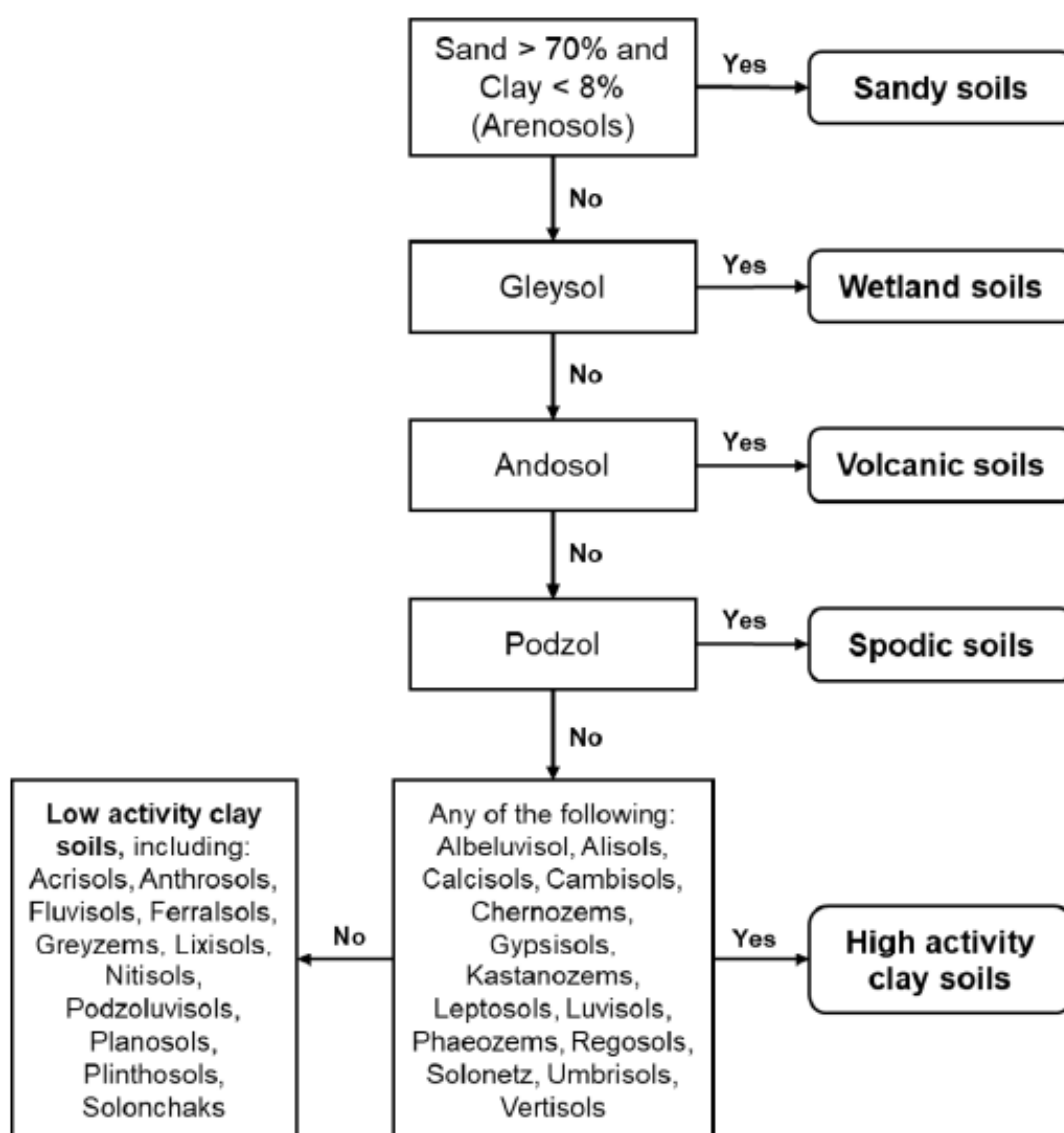 Sand > 70% and
Clay < 8%
(Arenosols)
Yes
Sandy soils
No
Gleysol
Yes
Wetland soils
No
Andosol
Yes
Volcanic soils
No
Podzol
Yes
Spodic soils
No
Low activity clay
soils, including:
Acrisols, Anthrosols,
Fluvisols, Ferralsols,
Greyzems, Lixisols,
Nitisols,
Podzoluvisols,
Planosols,
Plinthosols,
Solonchaks
No
Any of the following:
Albeluvisol, Alisols,
Calcisols, Cambisols,
Chernozems,
Gypsisols,
Kastanozems,
Leptosols, Luvisols,
Phaeozems, Regosols,
Solonetz, Umbrisols,
Vertisols
Yes
High activity
clay soils